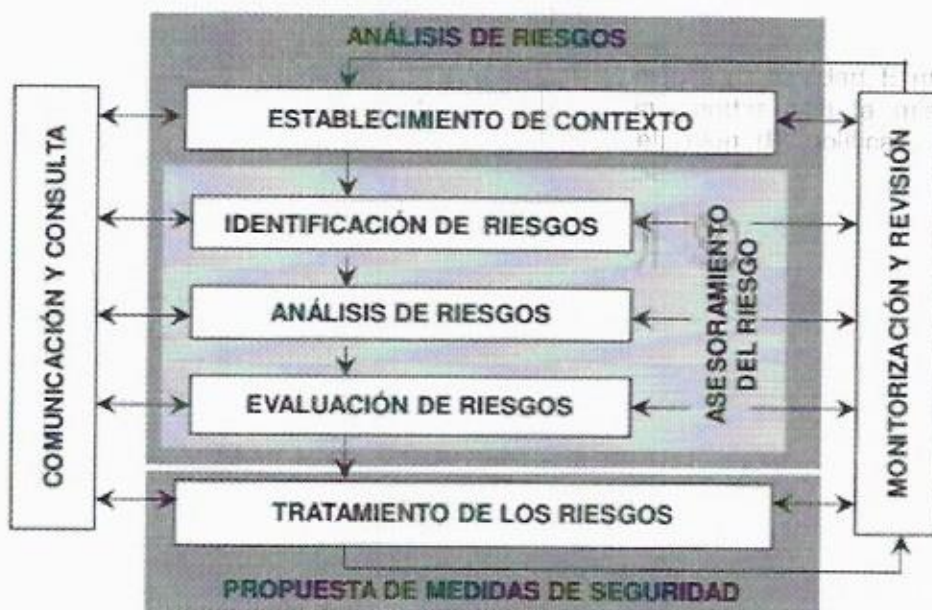 ANÁLISIS DE RIESGOS
ESTABLECIMIENTO DE CONTEXTO
IDENTIFICACIÓN DE RIESGOS
ANÁLISIS DE RIESGOS
EVALUACIÓN DE RIESGOS
TRATAMIENTO DE LOS RIESGOS
PROPUESTA DE MEDIDAS DE SEGURIDAD
COMUNICACIÓN Y CONSULTA
ASESORAMIENTO
DEL RIESGO
MONITORIZACIÓN Y REVISIÓN